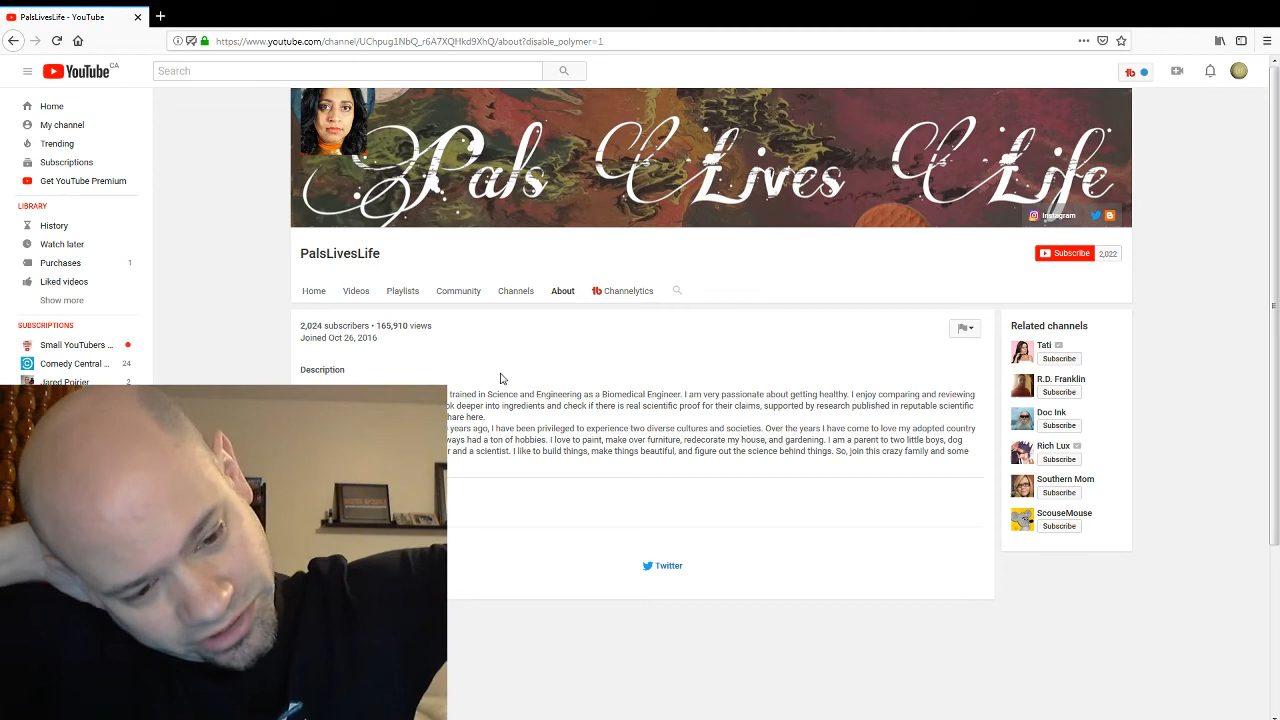 PalsLivesLife - YouTube
https://www.youtube.com/channel/UChpug1NbQ_r6A7XQHkd9XhQ/about?disable_polymer=1
YouTube CA
Search
tb
Home
My channel
Trending
Subscriptions
Get YouTube Premium
LIBRARY
History
Watch later
Purchases 1
Liked videos
Show more
SUBSCRIPTIONS
Small YouTubers ...
Comedy Central ... 24
Jared Poirier 2
Pals Lives Life
Instagram
PalsLivesLife
Subscribe 2,022
Home Videos Playlists Community Channels About tb Channelytics
2,024 subscribers • 165,910 views
Joined Oct 26, 2016
Description
trained in Science and Engineering as a Biomedical Engineer. I am very passionate about getting healthy. I enjoy comparing and reviewing
deeper into ingredients and check if there is real scientific proof for their claims, supported by research published in reputable scientific
share here.
years ago, I have been privileged to experience two diverse cultures and societies. Over the years I have come to love my adopted country
had a ton of hobbies. I love to paint, make over furniture, redecorate my house, and gardening. I am a parent to two little boys, dog
and a scientist. I like to build things, make things beautiful, and figure out the science behind things. So, join this crazy family and some
Twitter
Related channels
Tati
Subscribe
R.D. Franklin
Subscribe
Doc Ink
Subscribe
Rich Lux
Subscribe
Southern Mom
Subscribe
ScouseMouse
Subscribe